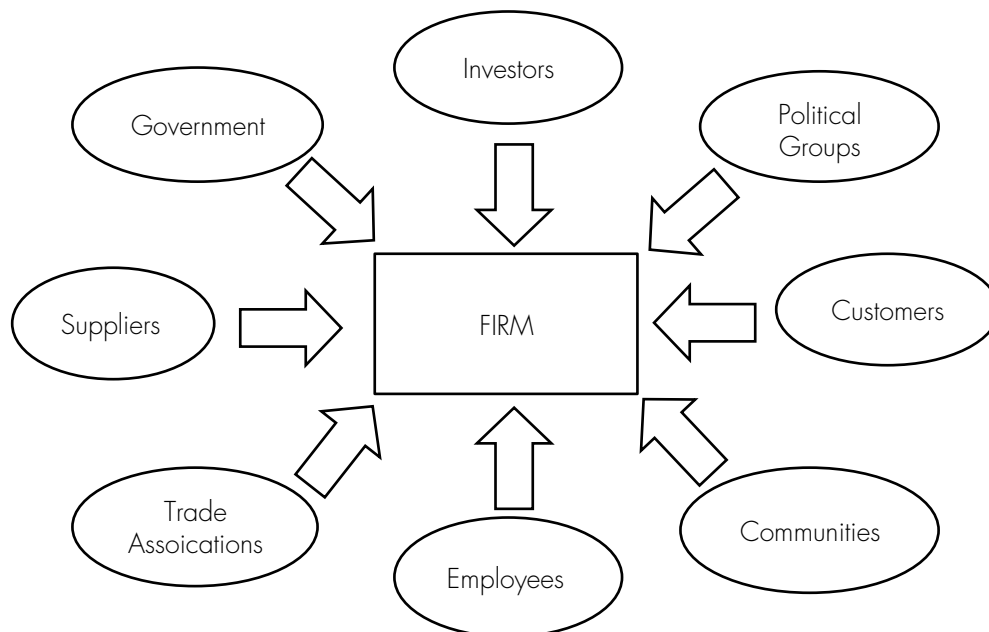 Investors
Government
Political
Groups
Suppliers
FIRM
Customers
Trade
Assoications
Employees
Communities